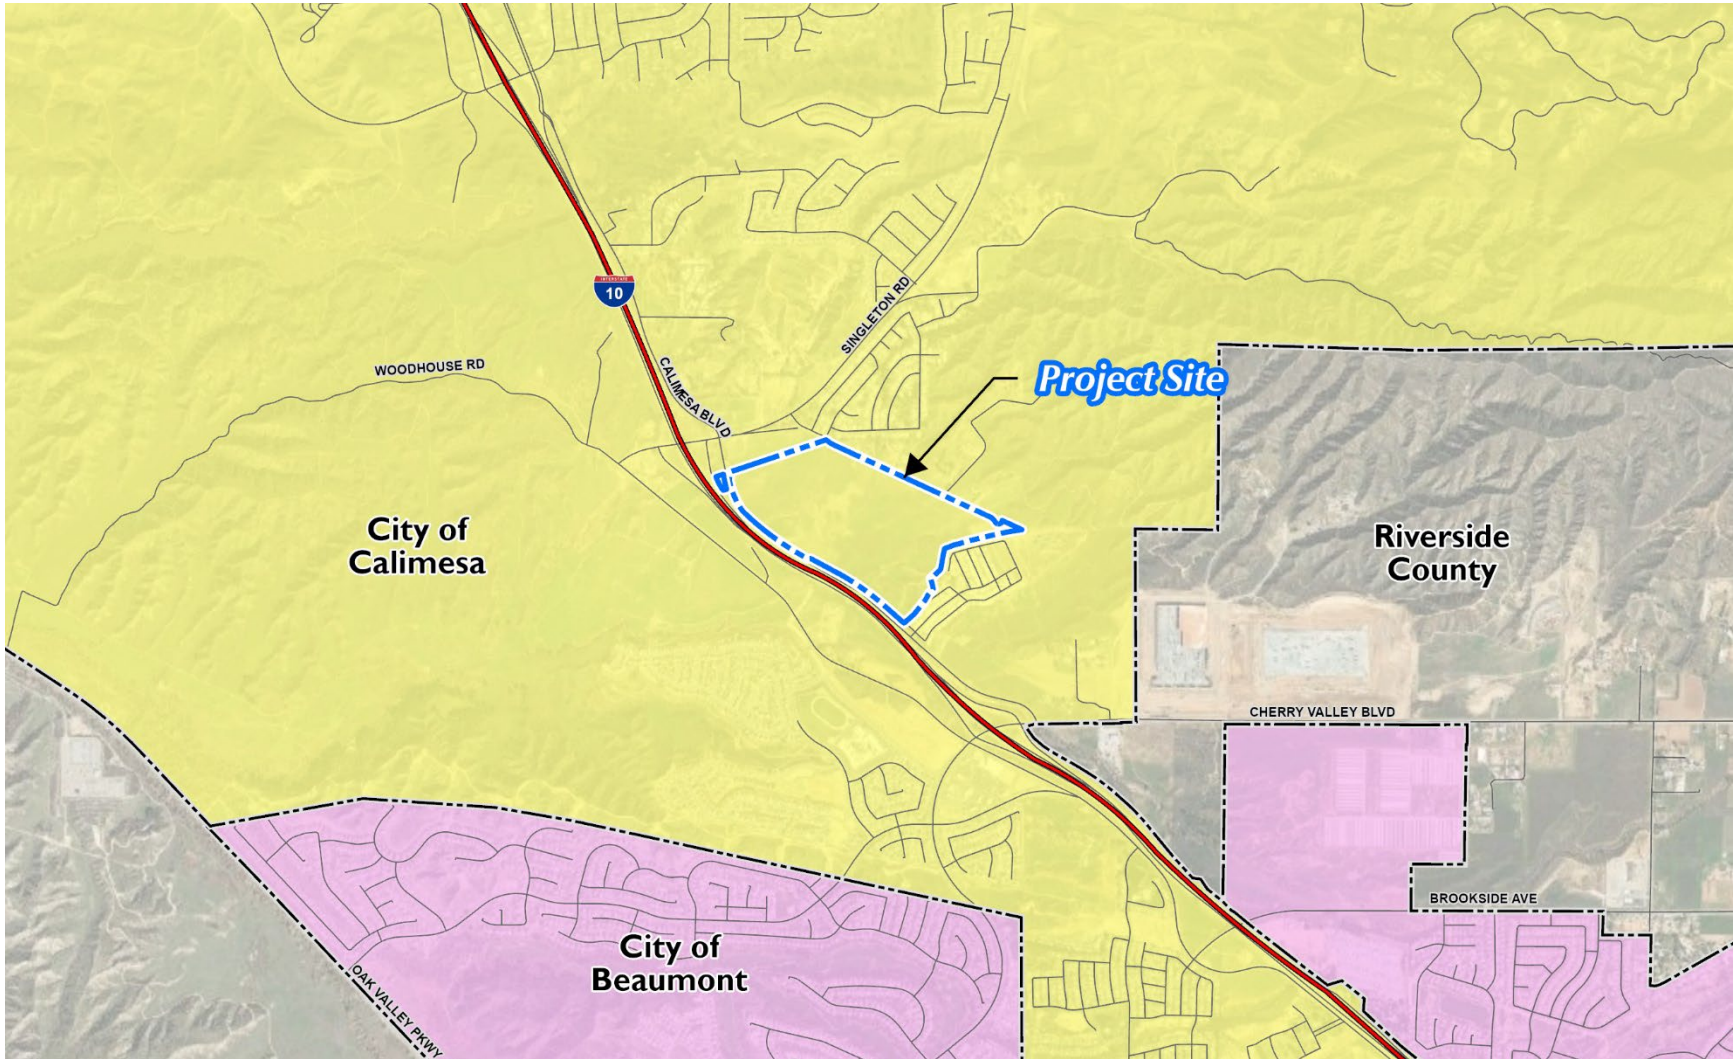 INTERSTATE
10
SINGLETON RD
WOODHOUSE RD
CALIMESA BLVD
Project Site
City of
Calimesa
Riverside
County
CHERRY VALLEY BLVD
BROOKSIDE AVE
City of
Beaumont
OAK VALLEY PKWY